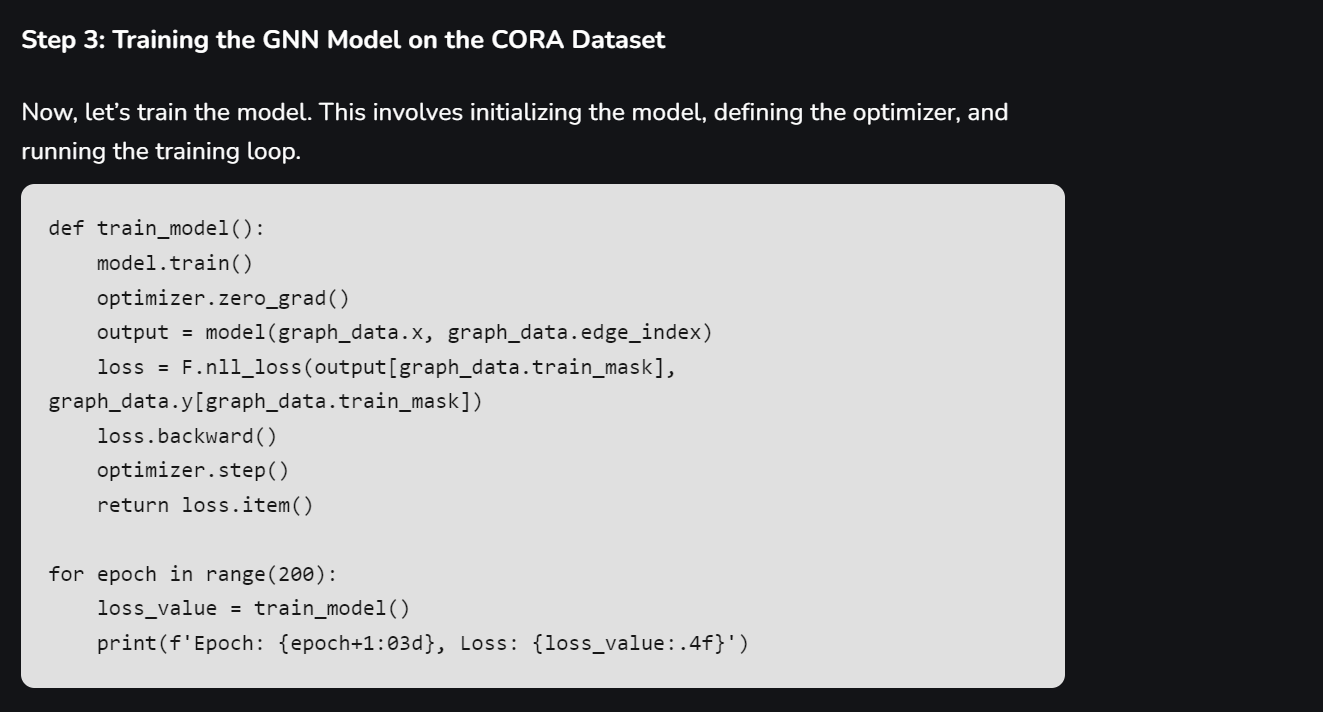 Step 3: Training the GNN Model on the CORA Dataset
Now, let’s train the model. This involves initializing the model, defining the optimizer, and
running the training loop.
def train_model():
    model.train()
    optimizer.zero_grad()
    output = model(graph_data.x, graph_data.edge_index)
    loss = F.nll_loss(output[graph_data.train_mask],
graph_data.y[graph_data.train_mask])
    loss.backward()
    optimizer.step()
    return loss.item()

for epoch in range(200):
    loss_value = train_model()
    print(f'Epoch: {epoch+1:03d}, Loss: {loss_value:.4f}')